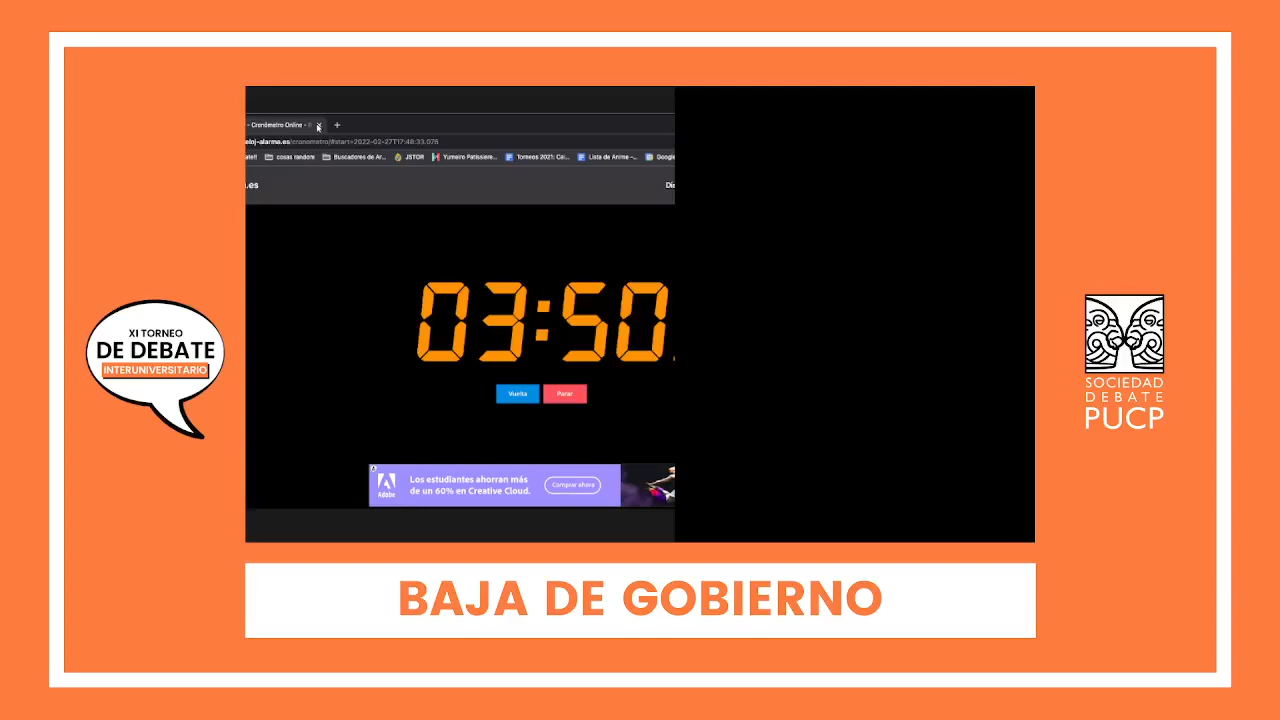 - Cronómetro Online -
eloj-alarma.es/cronometro/#start=2022-02-27T17:48:33.076
cosas random
Buscadores de Ar...
JSTOR
Yumeiro Patissiere...
Torneos 2021: Cal...
Lista de Anime -...
Google
.es
03:50.
Vuelta
Parar
Adobe
Los estudiantes ahorran más
de un 60% en Creative Cloud.
Comprar ahora
XI TORNEO
DE DEBATE
INTERUNIVERSITARIO
SOCIEDAD
DEBATE
PUCP
BAJA DE GOBIERNO